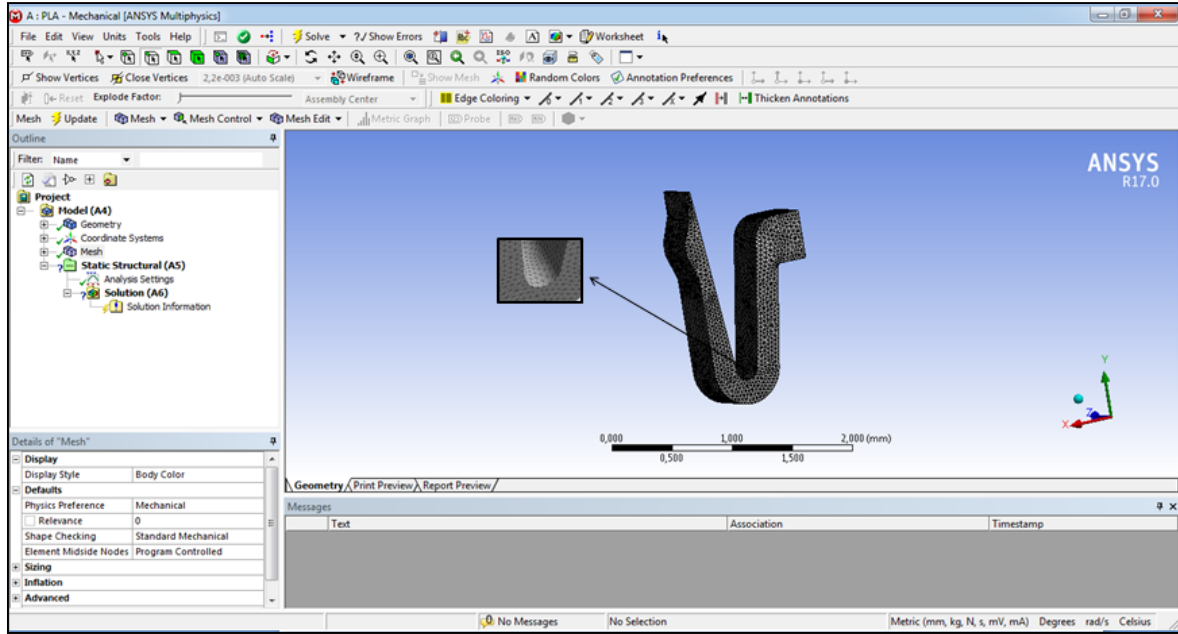 A : PLA - Mechanical [ANSYS Multiphysics]
File Edit View Units Tools Help Solve ?/ Show Errors Worksheet
Show Vertices Close Vertices 2,2e-003 (Auto Scale) Wireframe Show Mesh Random Colors Annotation Preferences
Reset Explode Factor: Assembly Center Edge Coloring Thicken Annotations
Mesh Update Mesh Mesh Control Mesh Edit Metric Graph Probe
Outline
Filter: Name
Project
Model (A4)
Geometry
Coordinate Systems
Mesh
Static Structural (A5)
Analysis Settings
Solution (A6)
Solution Information
ANSYS
R17.0
Y
Z
X
0,000 1,000 2,000 (mm)
0,500 1,500
Details of "Mesh"
Display
Display Style Body Color
Defaults
Physics Preference Mechanical
Relevance 0
Shape Checking Standard Mechanical
Element Midside Nodes Program Controlled
Sizing
Inflation
Advanced
Geometry Print Preview Report Preview
Messages
Text Association Timestamp
No Messages No Selection Metric (mm, kg, N, s, mV, mA) Degrees rad/s Celsius